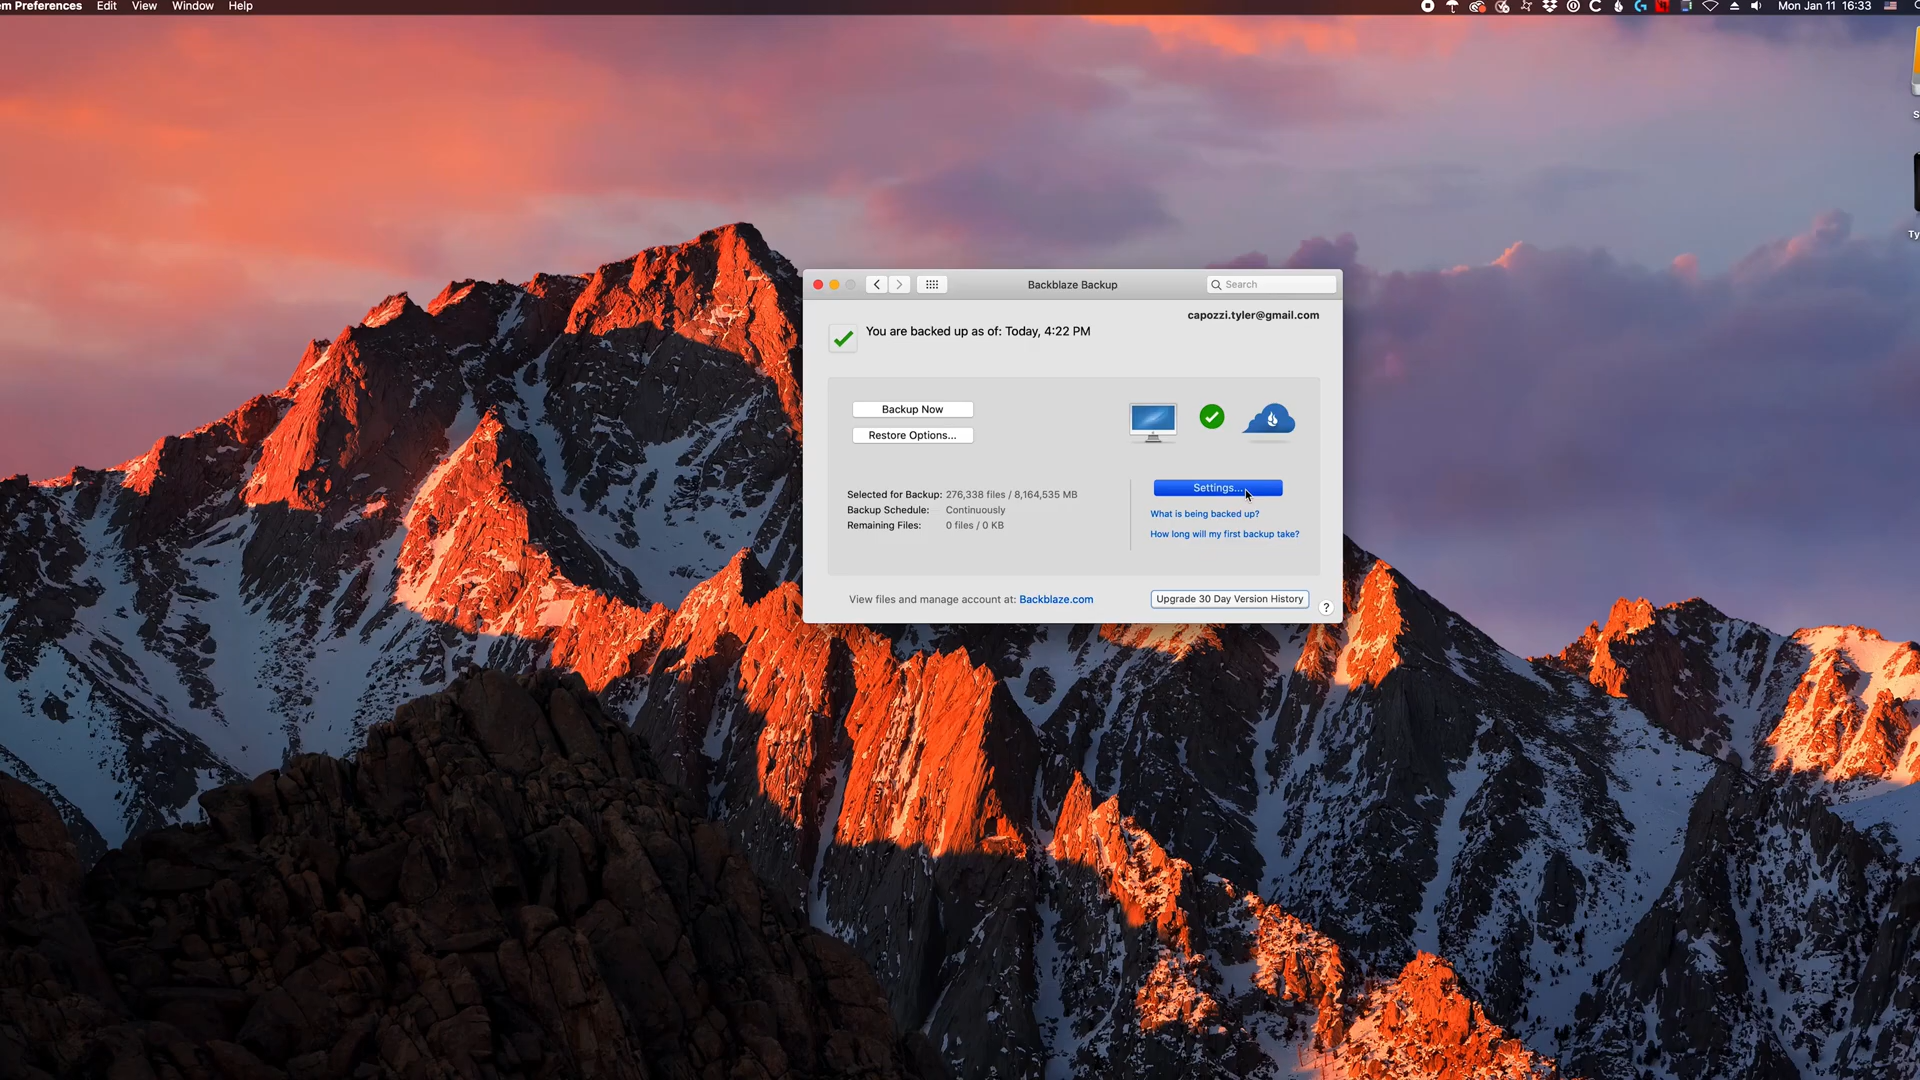 em Preferences Edit View Window Help Mon Jan 11 16:33
Backblaze Backup
Search
capozzi.tyler@gmail.com
You are backed up as of: Today, 4:22 PM
Backup Now
Restore Options...
Selected for Backup: 276,338 files / 8,164,535 MB
Backup Schedule: Continuously
Remaining Files: 0 files / 0 KB
Settings...
What is being backed up?
How long will my first backup take?
View files and manage account at: Backblaze.com
Upgrade 30 Day Version History
?
S
Ty